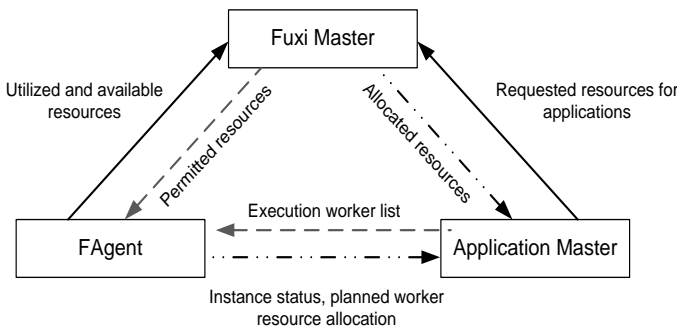 Fuxi Master
Utilized and available
resources
Requested resources for
applications
Permitted resources
Allocated resources
Execution worker list
FAgent
Application Master
Instance status, planned worker
resource allocation